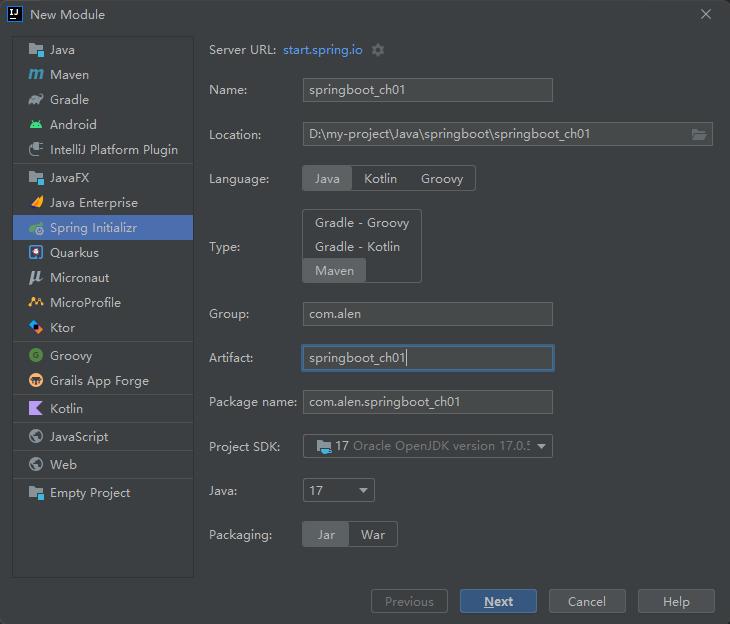 New Module
Java
Maven
Gradle
Android
IntelliJ Platform Plugin
JavaFX
Java Enterprise
Spring Initializr
Quarkus
Micronaut
MicroProfile
Ktor
Groovy
Grails App Forge
Kotlin
JavaScript
Web
Empty Project
Server URL: start.spring.io
Name: springboot_ch01
Location: D:\my-project\Java\springboot\springboot_ch01
Language: Java Kotlin Groovy
Type: Gradle - Groovy
Gradle - Kotlin
Maven
Group: com.alen
Artifact: springboot_ch01
Package name: com.alen.springboot_ch01
Project SDK: 17 Oracle OpenJDK version 17.0.5
Java: 17
Packaging: Jar War
Previous Next Cancel Help